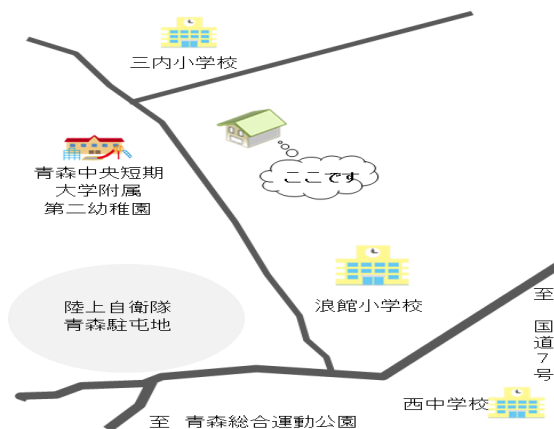 三内小学校
青森中央短期
大学附属
第二幼稚園
ここです
陸上自衛隊
青森駐屯地
浪館小学校
至 国道7号
西中学校
至 青森総合運動公園